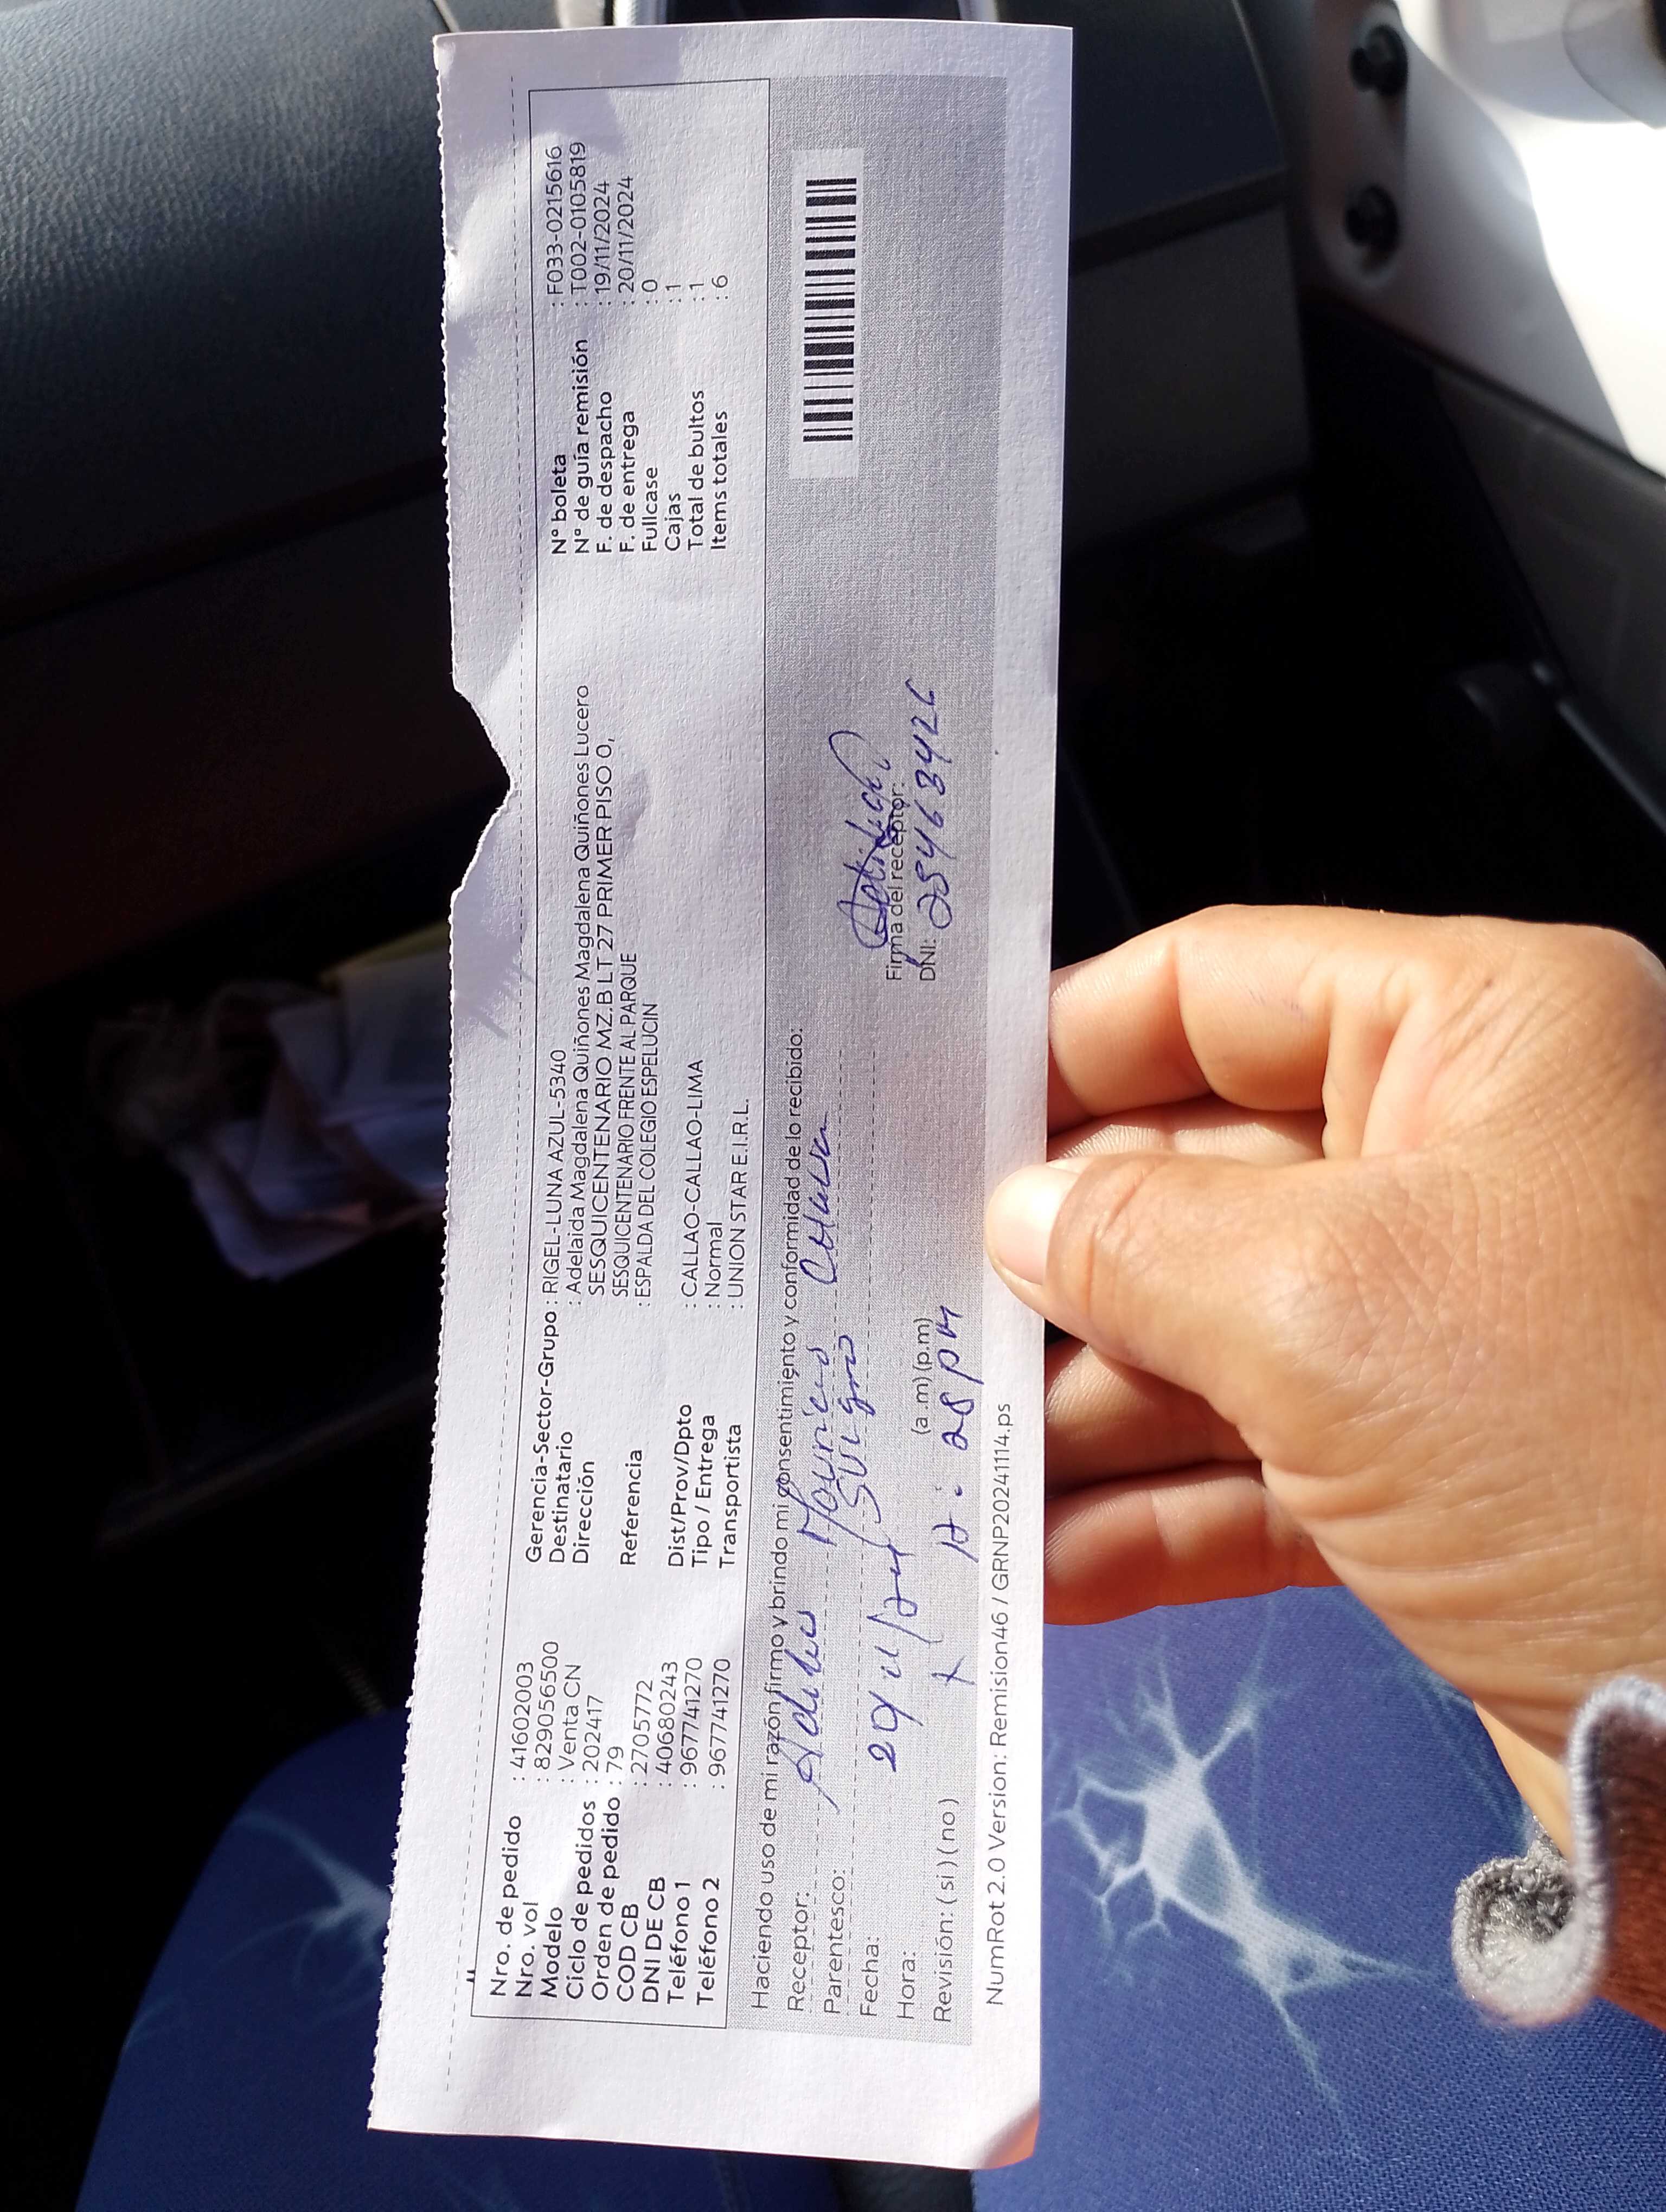 Nro. de pedido : 41602003
Nro. vol : 82905656500
Modelo : Venta CN
Ciclo de pedidos : 202417
Orden de pedido : 79
COD CB : 2705772
DNI DE CB : 40680243
Teléfono 1 : 967741270
Teléfono 2 : 967741270
Gerencia-Sector-Grupo : RIGEL-LUNA AZUL-5340
Destinatario : Adelaida Magdalena Quiñones Magdalena Quiñones Lucero
Dirección SESQUICENTENARIO MZ.B LT 27 PRIMER PISO 0,
SESQUICENTENARIO FRENTE AL PARQUE
Referencia : ESPALDA DEL COLEGIO ESPELUCIN
Dist/Prov/Dpto : CALLAO-CALLAO-LIMA
Tipo / Entrega : Normal
Transportista : UNION STAR E.I.R.L.
N° boleta : F033-0215616
N° de guía remisión : T002-0105819
F. de despacho : 19/11/2024
F. de entrega : 20/11/2024
Fullcase : 0
Cajas : 1
Total de bultos : 1
Items totales : 6
Haciendo uso de mi razón firmo y brindo mi consentimiento y conformidad de lo recibido:
Receptor:
Parentesco:
Fecha:
Hora: (a.m) (p.m)
12:28 PM
Revisión: ( si ) ( no )
Firma del receptor:
DNI: 25468426
NumRot 2.0 Version: Remision46 / GRNP20241114.ps